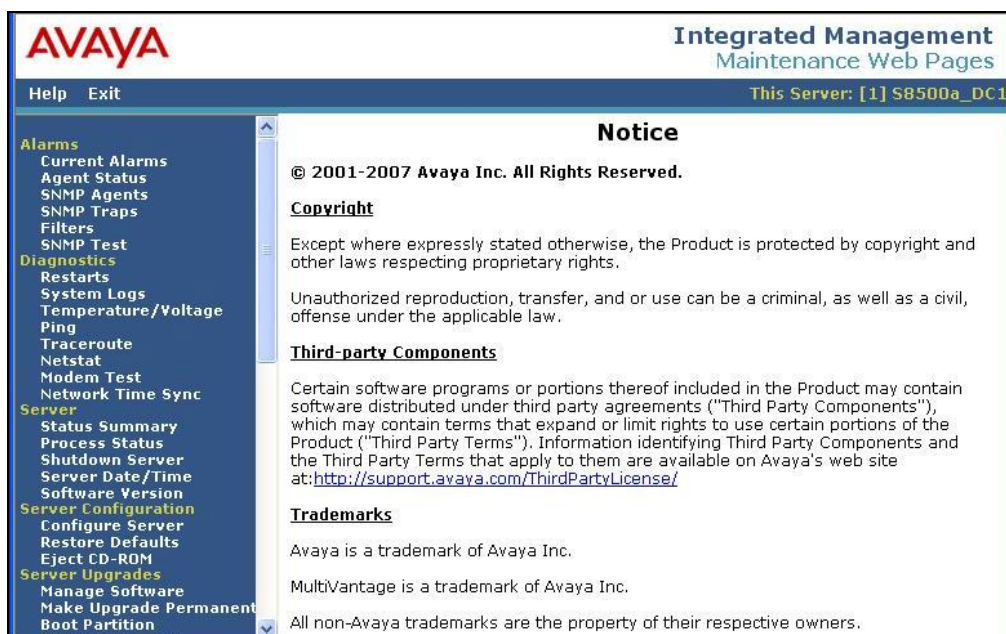 AVAYA
Integrated Management
Maintenance Web Pages
Help Exit
This Server: [1] S8500a_DC1
Alarms
Current Alarms
Agent Status
SNMP Agents
SNMP Traps
Filters
SNMP Test
Diagnostics
Restarts
System Logs
Temperature/Voltage
Ping
Traceroute
Netstat
Modem Test
Network Time Sync
Server
Status Summary
Process Status
Shutdown Server
Server Date/Time
Software Version
Server Configuration
Configure Server
Restore Defaults
Eject CD-ROM
Server Upgrades
Manage Software
Make Upgrade Permanent
Boot Partition
Notice
© 2001-2007 Avaya Inc. All Rights Reserved.
Copyright
Except where expressly stated otherwise, the Product is protected by copyright and
other laws respecting proprietary rights.
Unauthorized reproduction, transfer, and or use can be a criminal, as well as a civil,
offense under the applicable law.
Third-party Components
Certain software programs or portions thereof included in the Product may contain
software distributed under third party agreements ("Third Party Components"),
which may contain terms that expand or limit rights to use certain portions of the
Product ("Third Party Terms"). Information identifying Third Party Components and
the Third Party Terms that apply to them are available on Avaya's web site
at:http://support.avaya.com/ThirdPartyLicense/
Trademarks
Avaya is a trademark of Avaya Inc.
MultiVantage is a trademark of Avaya Inc.
All non-Avaya trademarks are the property of their respective owners.